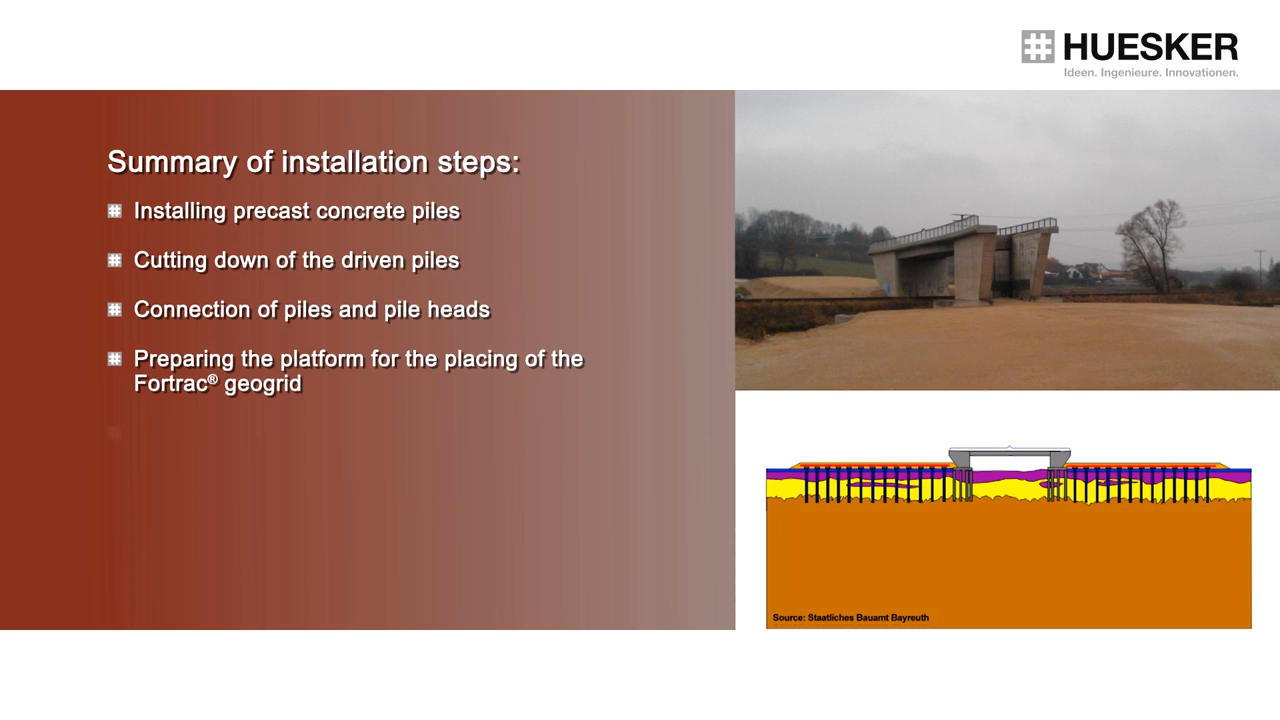 HUESKER
Ideen. Ingenieure. Innovationen.
Summary of installation steps:
Installing precast concrete piles
Cutting down of the driven piles
Connection of piles and pile heads
Preparing the platform for the placing of the
Fortrac® geogrid
Source: Staatliches Bauamt Bayreuth